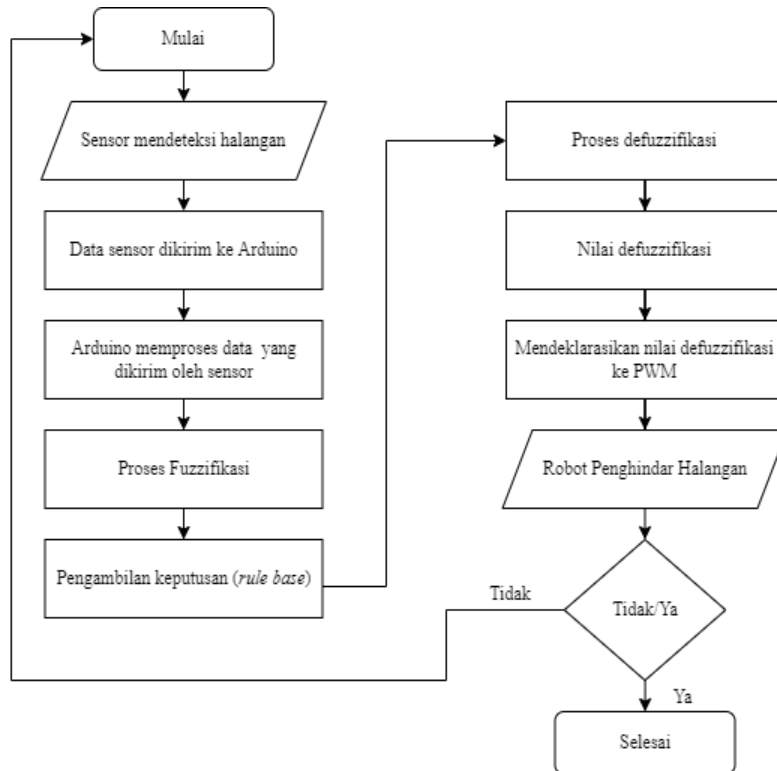 Mulai
Sensor mendeteksi halangan
Data sensor dikirim ke Arduino
Arduino memproses data yang
dikirim oleh sensor
Proses Fuzzifikasi
Pengambilan keputusan (rule base)
Proses defuzzifikasi
Nilai defuzzifikasi
Mendeklarasikan nilai defuzzifikasi
ke PWM
Robot Penghindar Halangan
Tidak
Tidak/Ya
Ya
Selesai